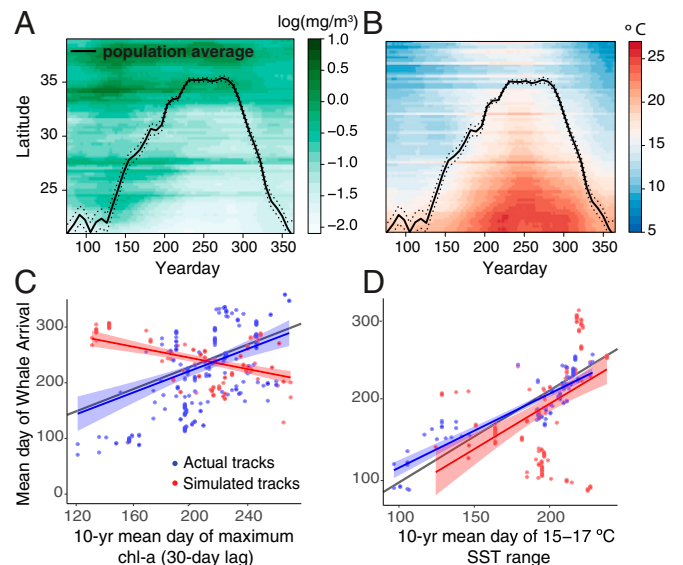 A
log(mg/m³)
B
° C
population average
35
30
25
Latitude
1.0
0.5
0.0
−0.5
−1.0
−1.5
−2.0
25
20
15
10
5
100 150 200 250 300 350
Yearday
100 150 200 250 300 350
Yearday
C
D
Mean day of Whale Arrival
300
200
100
0
300
200
100
Actual tracks
Simulated tracks
120 160 200 240
10-yr mean day of maximum
chl-a (30-day lag)
100 150 200
10-yr mean day of 15−17 ºC
SST range